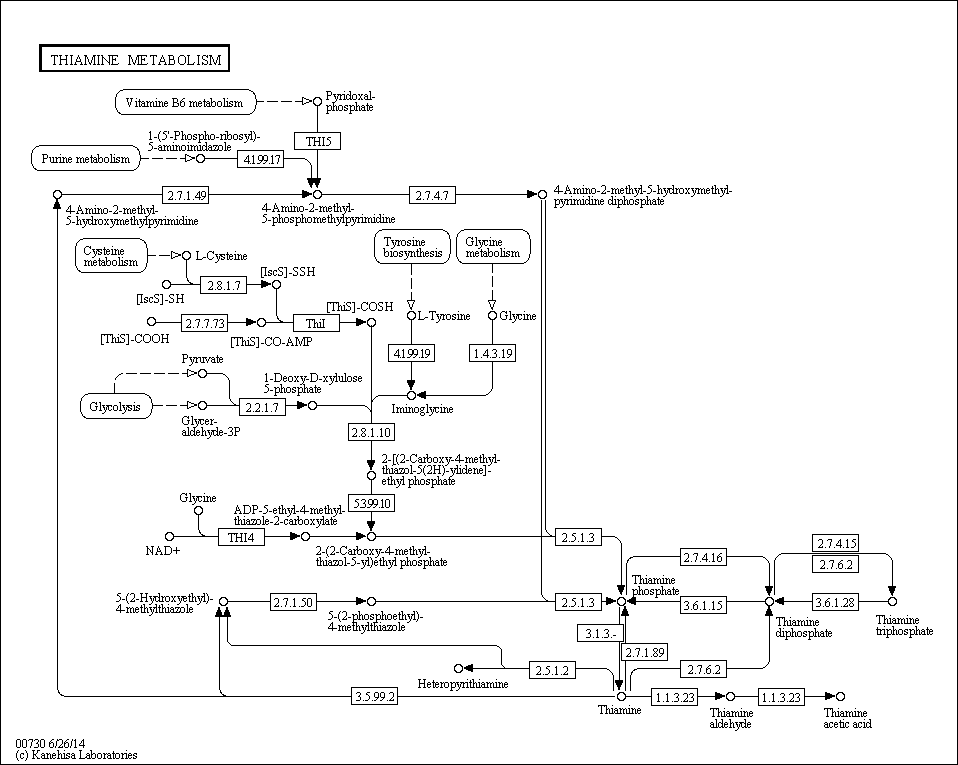 THIAMINE METABOLISM
Vitamine B6 metabolism
Pyridoxal-
phosphate
THI5
1-(5'-Phospho-ribosyl)-
5-aminoimidazole
Purine metabolism
4.1.99.17
2.7.1.49
2.7.4.7
4-Amino-2-methyl-5-hydroxymethyl-
pyrimidine diphosphate
4-Amino-2-methyl-
5-hydroxymethylpyrimidine
4-Amino-2-methyl-
5-phosphomethylpyrimidine
Cysteine
metabolism
L-Cysteine
Tyrosine
biosynthesis
Glycine
metabolism
[IscS]-SSH
2.8.1.7
[IscS]-SH
[ThiS]-COSH
L-Tyrosine
Glycine
2.7.7.73
ThiI
[ThiS]-COOH
[ThiS]-CO-AMP
4.1.99.19
1.4.3.19
Pyruvate
1-Deoxy-D-xylulose
5-phosphate
Glycolysis
2.2.1.7
Iminoglycine
Glycer-
aldehyde-3P
2.8.1.10
2-[(2-Carboxy-4-methyl-
thiazol-5(2H)-ylidene]-
ethyl phosphate
5.3.99.10
Glycine
ADP-5-ethyl-4-methyl-
thiazole-2-carboxylate
THI4
NAD+
2-(2-Carboxy-4-methyl-
thiazol-5-yl)ethyl phosphate
2.5.1.3
2.7.4.16
2.7.4.15
2.7.6.2
Thiamine
phosphate
5-(2-Hydroxyethyl)-
4-methylthiazole
2.7.1.50
2.5.1.3
3.6.1.15
3.6.1.28
5-(2-phosphoethyl)-
4-methylthiazole
Thiamine
diphosphate
Thiamine
triphosphate
3.1.3.-
2.7.1.89
2.5.1.2
2.7.6.2
Heteropyrithiamine
3.5.99.2
1.1.3.23
1.1.3.23
Thiamine
Thiamine
aldehyde
Thiamine
acetic acid
00730 6/26/14
(c) Kanehisa Laboratories